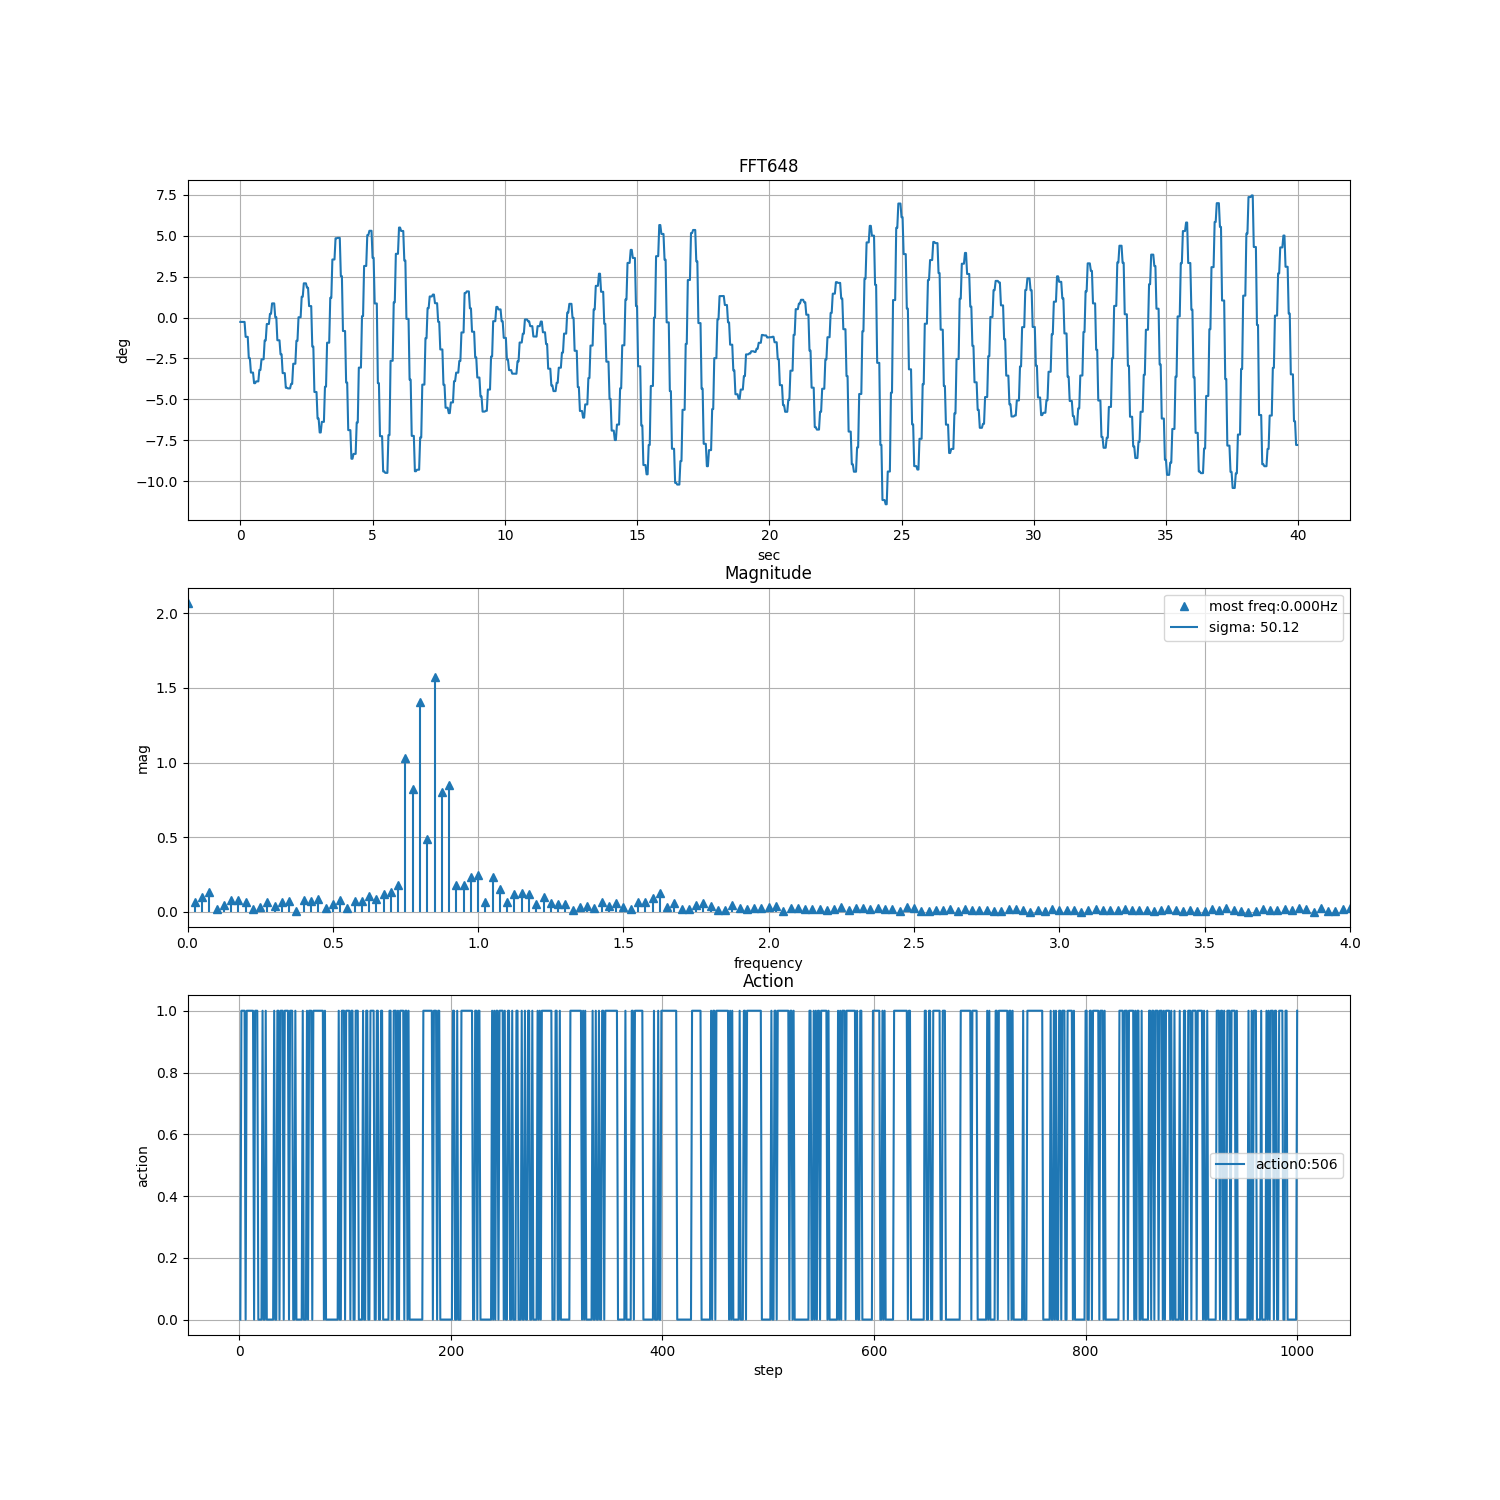 FFT648
7.5
5.0
2.5
0.0
−2.5
−5.0
−7.5
−10.0
deg
0 5 10 15 20 25 30 35 40
sec
Magnitude
most freq:0.000Hz
sigma: 50.12
2.0
1.5
1.0
0.5
0.0
mag
0.0 0.5 1.0 1.5 2.0 2.5 3.0 3.5 4.0
frequency
Action
1.0
0.8
0.6
0.4
0.2
0.0
action
action0:506
0 200 400 600 800 1000
step